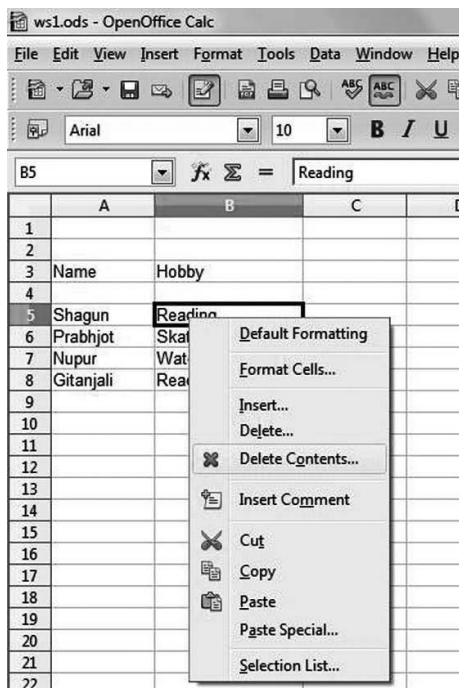 ws1.ods - OpenOffice Calc
File Edit View Insert Format Tools Data Window Help
Arial 10 B I U
B5 fx Σ = Reading
A B C
1
2
3 Name Hobby
4
5 Shagun Reading
6 Prabhjot Skat
7 Nupur Wat
8 Gitanjali Rea
9
10
11
12
13
14
15
16
17
18
19
20
21
22
Default Formatting
Format Cells...
Insert...
Delete...
Delete Contents...
Insert Comment
Cut
Copy
Paste
Paste Special...
Selection List...